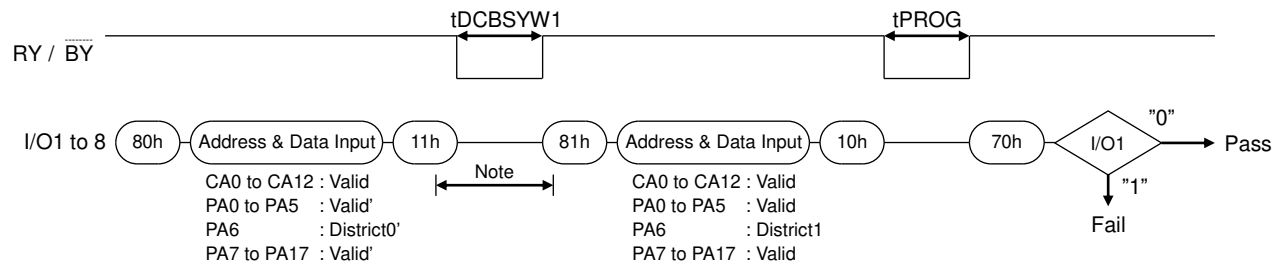 tDCBSYW1
tPROG
RY / BY
I/O1 to 8
80h
Address & Data Input
11h
81h
Address & Data Input
10h
70h
I/O1
"0"
Pass
"1"
Fail
Note
CA0 to CA12 : Valid
PA0 to PA5 : Valid'
PA6 : District0'
PA7 to PA17 : Valid'
CA0 to CA12 : Valid
PA0 to PA5 : Valid
PA6 : District1
PA7 to PA17 : Valid